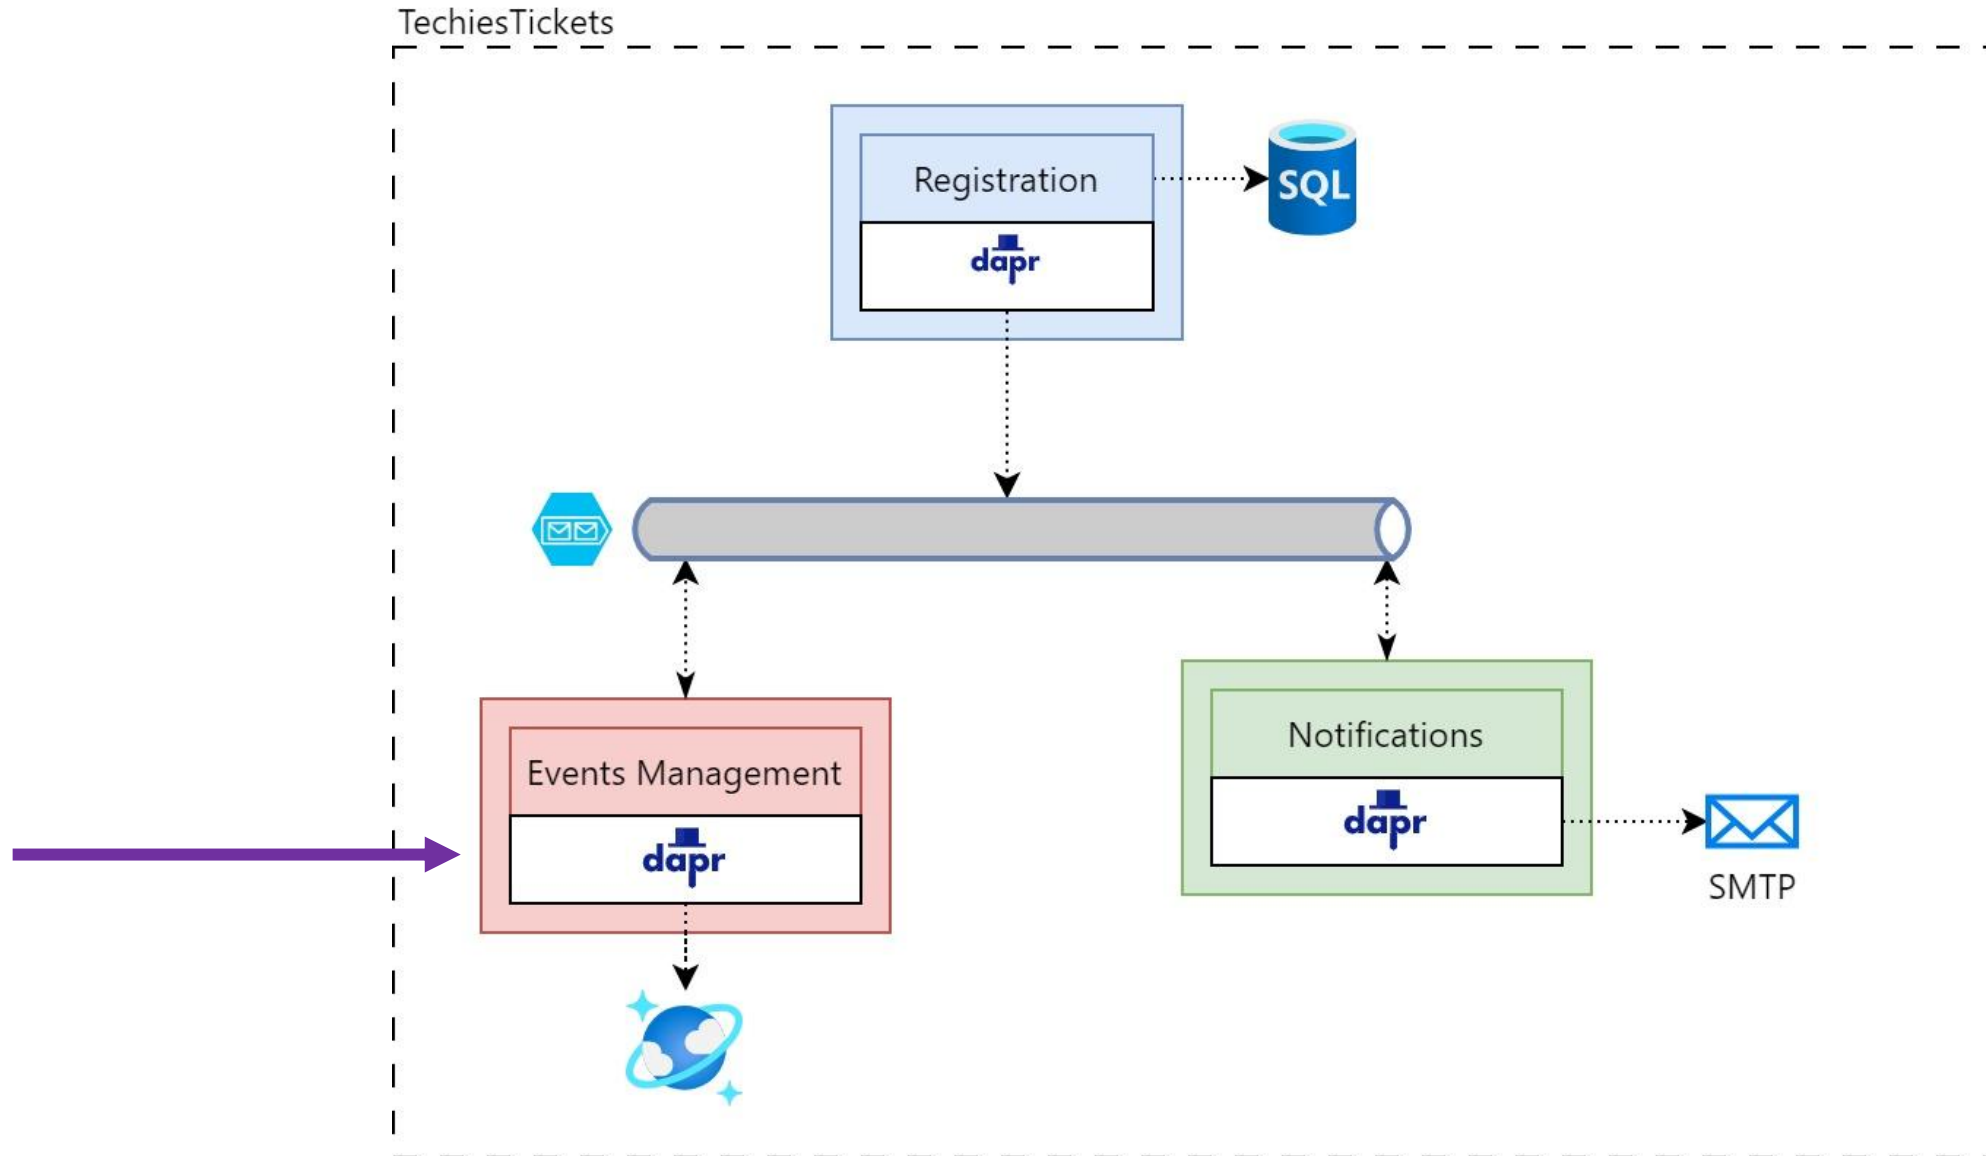 TechiesTickets
Registration
SQL
dapr
Events Management
dapr
Notifications
dapr
SMTP